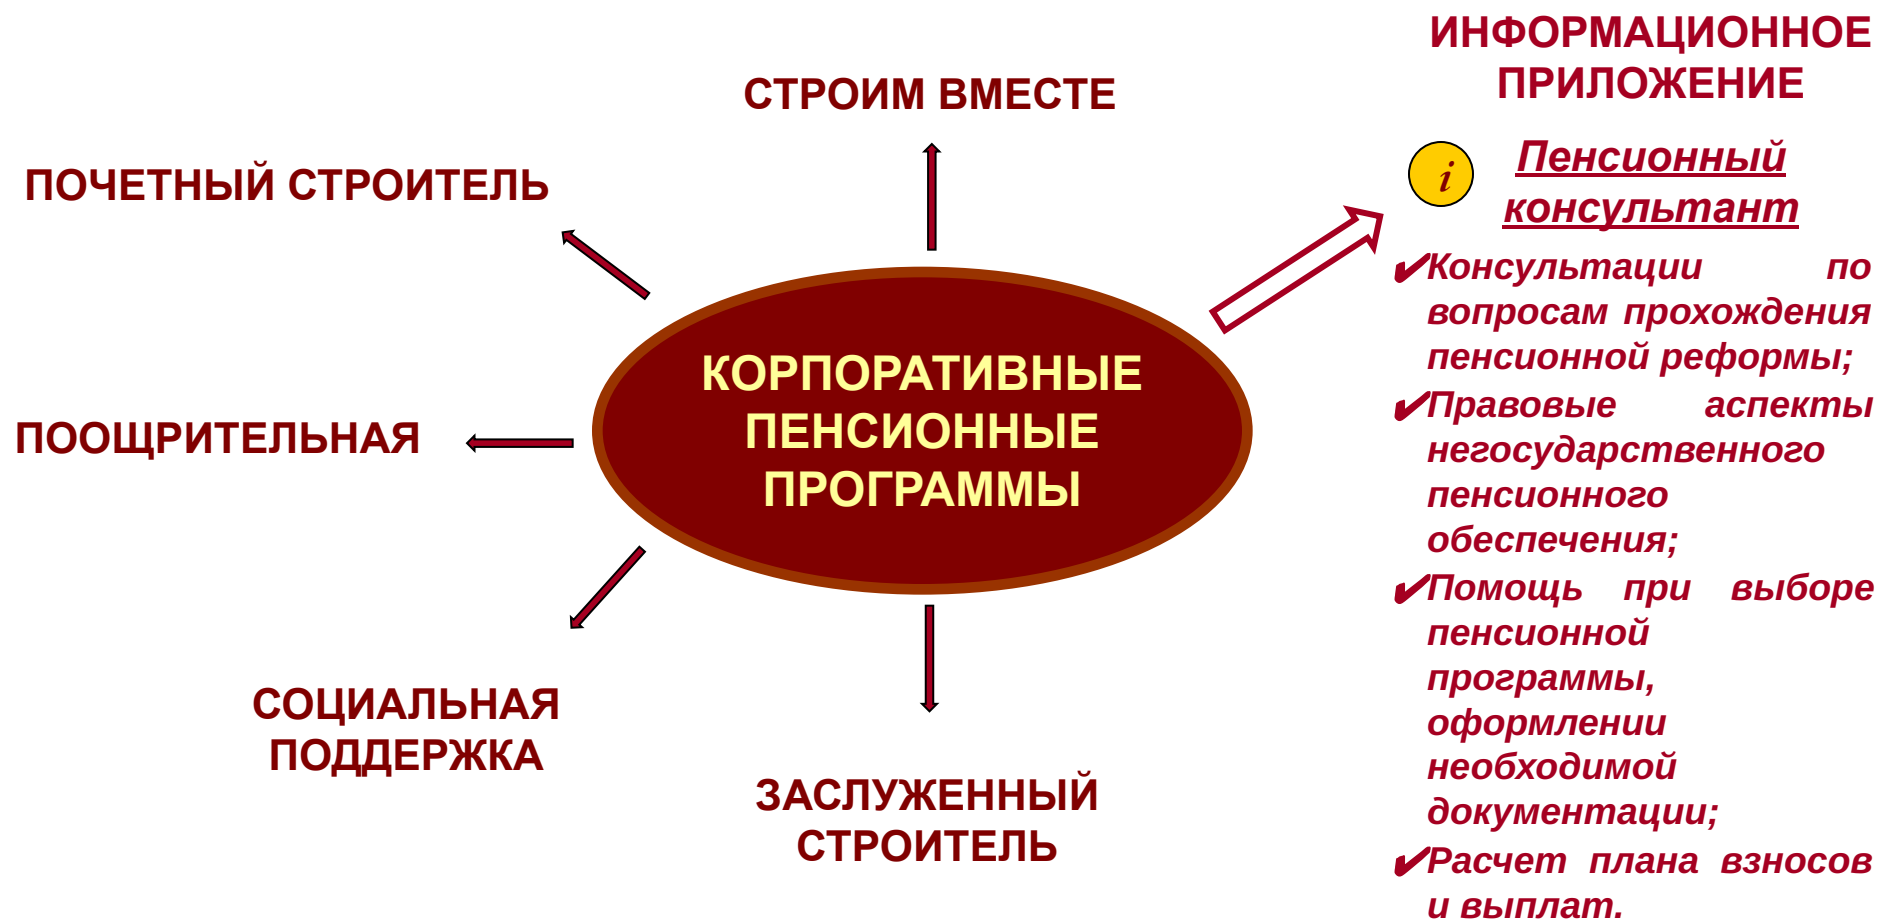 СТРОИМ ВМЕСТЕ
ПОЧЕТНЫЙ СТРОИТЕЛЬ
ПООЩРИТЕЛЬНАЯ
СОЦИАЛЬНАЯ
ПОДДЕРЖКА
ЗАСЛУЖЕННЫЙ
СТРОИТЕЛЬ
КОРПОРАТИВНЫЕ
ПЕНСИОННЫЕ
ПРОГРАММЫ
ИНФОРМАЦИОННОЕ
ПРИЛОЖЕНИЕ
i
Пенсионный
консультант
✔Консультации по
вопросам прохождения
пенсионной реформы;
✔Правовые аспекты
негосударственного
пенсионного
обеспечения;
✔Помощь при выборе
пенсионной
программы,
оформлении
необходимой
документации;
✔Расчет плана взносов
и выплат.